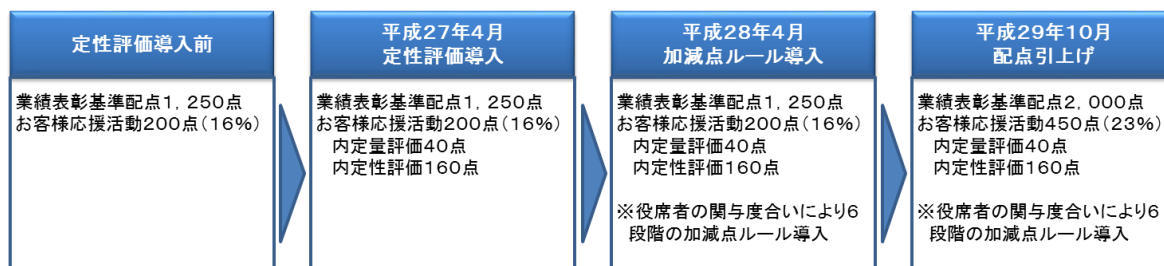 定性評価導入前
業績表彰基準配点1,250点
お客様応援活動200点(16%)
平成27年4月
定性評価導入
業績表彰基準配点1,250点
お客様応援活動200点(16%)
内定量評価40点
内定性評価160点
平成28年4月
加減点ルール導入
業績表彰基準配点1,250点
お客様応援活動200点(16%)
内定量評価40点
内定性評価160点
※役席者の関与度合いにより6
段階の加減点ルール導入
平成29年10月
配点引上げ
業績表彰基準配点2,000点
お客様応援活動450点(23%)
内定量評価40点
内定性評価160点
※役席者の関与度合いにより6
段階の加減点ルール導入